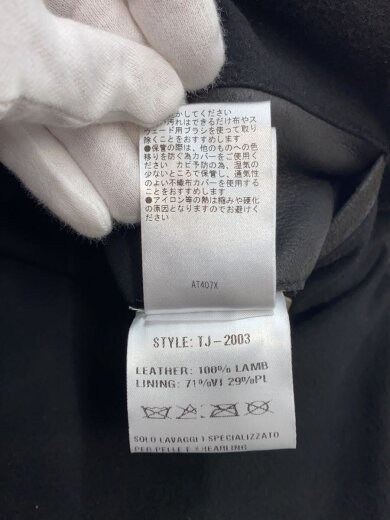 かしてください
汚れはできるだけ布やス
ウェード用ブラシを使って取り
除くことをおすすめします
●保管の際は、他のものへの色
移りを防ぐ為カバーをご使用く
ださい カビ予防の為、湿気の
少ないところで保管し、通気性
のよい不織布カバーを使用する
ことをおすすめします
●アイロン等の熱は縮みや硬化
の原因となりますのでお避けく
ださい
AT407X
STYLE: TJ-2003
LEATHER: 100% LAMB
LINING: 71%VI 29%PL
SOLO LAVAGGI SPECIALIZZATO
PER PELLE E SHEARLING